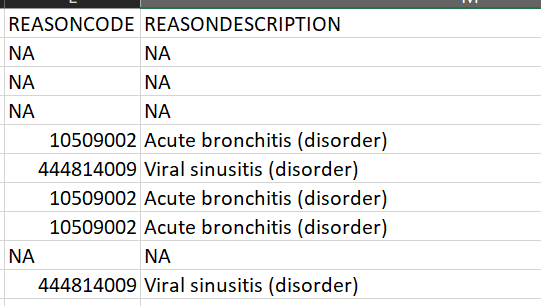 REASONCODE REASONDESCRIPTION
NA NA
NA NA
NA NA
10509002 Acute bronchitis (disorder)
444814009 Viral sinusitis (disorder)
10509002 Acute bronchitis (disorder)
10509002 Acute bronchitis (disorder)
NA NA
444814009 Viral sinusitis (disorder)